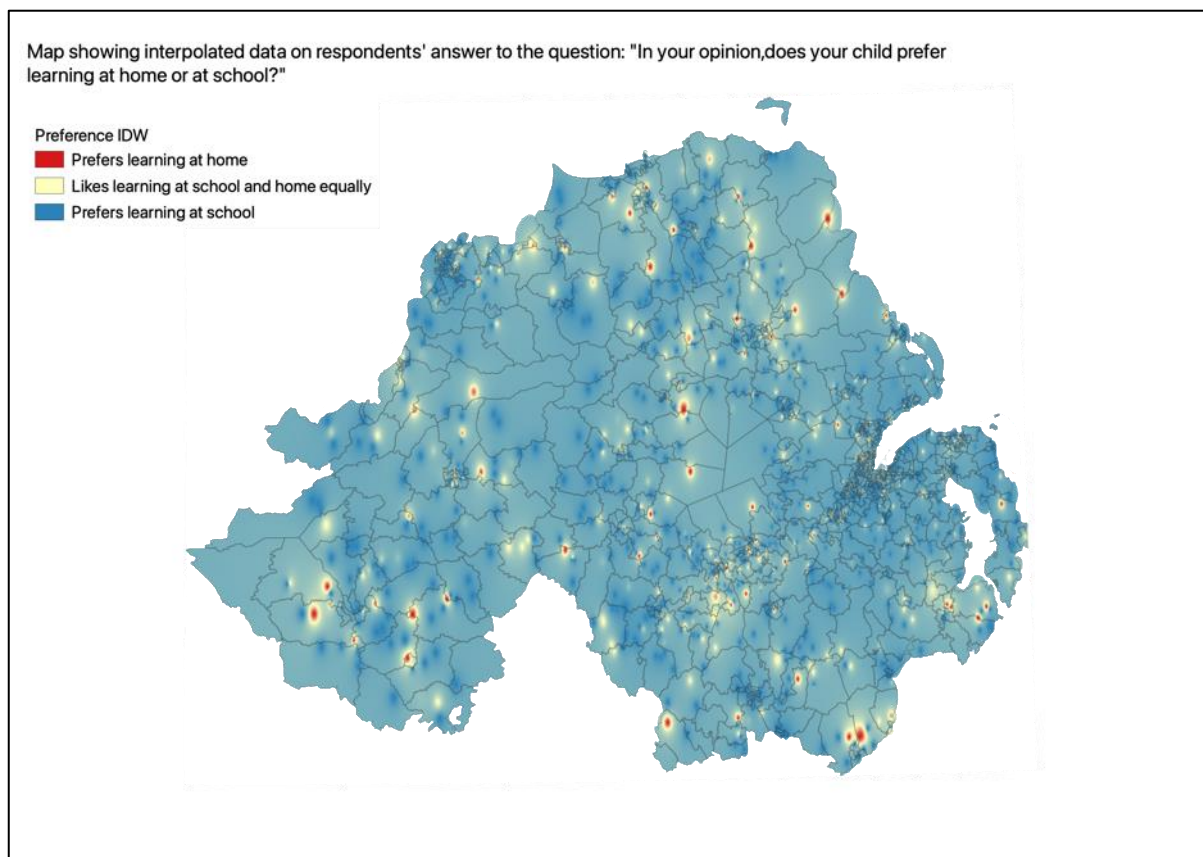 Map showing interpolated data on respondents' answer to the question: "In your opinion,does your child prefer
learning at home or at school?"
Preference IDW
Prefers learning at home
Likes learning at school and home equally
Prefers learning at school